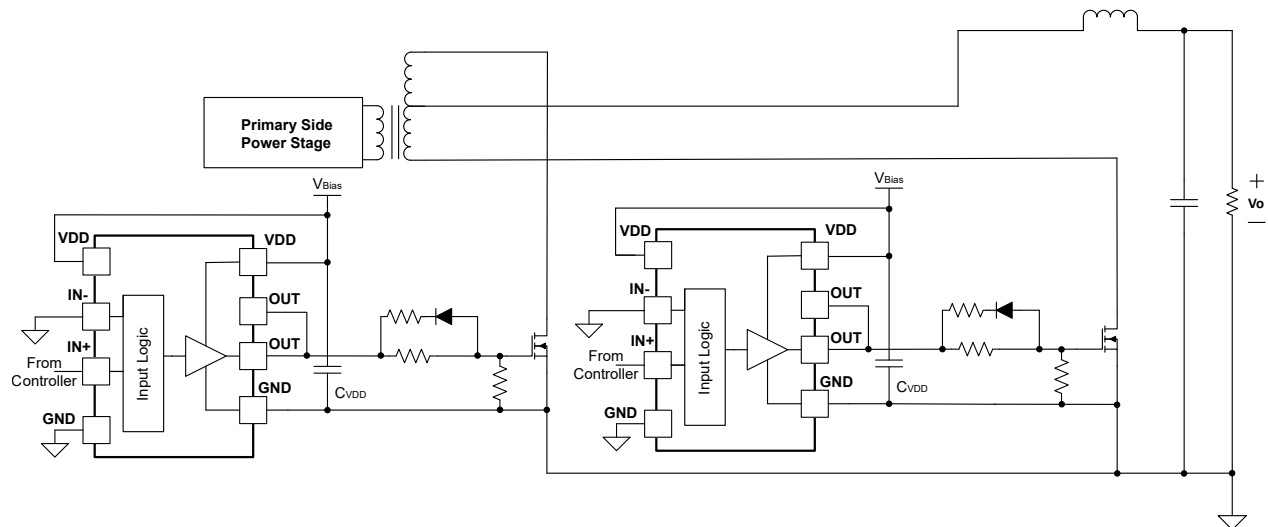 Primary Side
Power Stage
VBias
VDD
VDD
IN-
OUT
IN+
OUT
From
Controller
Input Logic
GND
GND
CVDD
VBias
VDD
VDD
IN-
OUT
IN+
OUT
From
Controller
Input Logic
GND
GND
CVDD
+
Vo
–